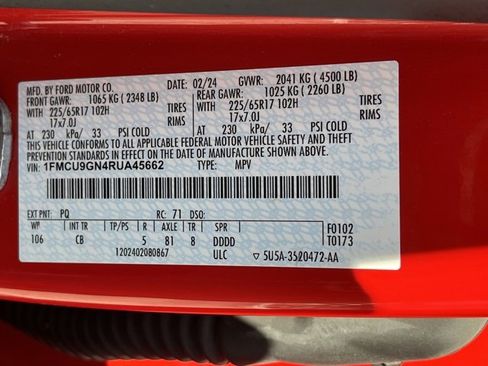 MFD. BY FORD MOTOR CO. 02/24 GVWR: 2041 KG ( 4500 LB)
FRONT GAWR: 1065 KG ( 2348 LB) REAR GAWR: 1025 KG ( 2260 LB)
225/65R17 102H TIRES 225/65R17 102H TIRES
17x7.0J RIMS 17x7.0J RIMS
AT 230 kPa/ 33 PSI COLD AT 230 kPa/ 33 PSI COLD
THIS VEHICLE CONFORMS TO ALL APPLICABLE FEDERAL MOTOR VEHICLE SAFETY AND THEFT
PREVENTION STANDARDS IN EFFECT ON THE DATE OF MANUFACTURE SHOWN ABOVE.
VIN: 1FMCU9GN4RUA45662 TYPE: MPV
EXT PNT: PQ RC: 71 DSO:
WB INT TR TP/PS R AXLE TR SPR F0102
106 CB 5 81 8 DDDD T0173
1202402080867 ULC ▽ 5U5A-3520472-AA